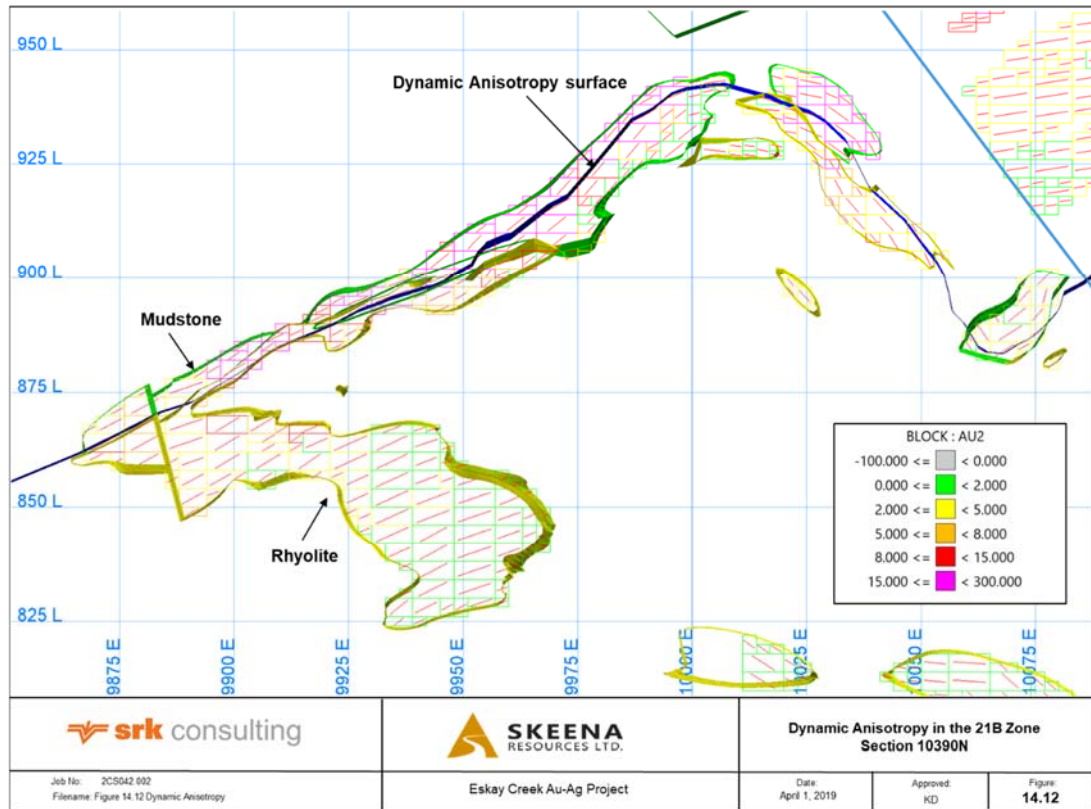 950 L
925 L
900 L
875 L
850 L
825 L
Dynamic Anisotropy surface
Mudstone
Rhyolite
BLOCK : AU2
-100.000 <= < 0.000
0.000 <= < 2.000
2.000 <= < 5.000
5.000 <= < 8.000
8.000 <= < 15.000
15.000 <= < 300.000
9875 E
9900 E
9925 E
9950 E
9975 E
10000 E
10025 E
10050 E
10075 E
srk consulting
SKEENA
RESOURCES LTD.
Dynamic Anisotropy in the 21B Zone
Section 10390N
Job No: 2CS042.002
Filename: Figure 14.12 Dynamic Anisotropy
Eskay Creek Au-Ag Project
Date:
April 1, 2019
Approved:
KD
Figure:
14.12